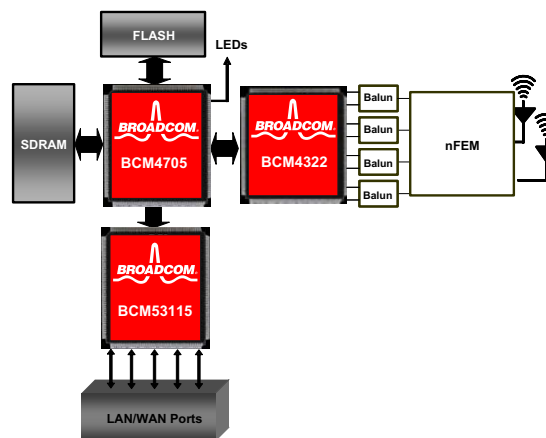 FLASH
LEDs
SDRAM
BROADCOM.
BCM4705
BROADCOM.
BCM4322
Balun
Balun
Balun
Balun
nFEM
BROADCOM.
BCM53115
LAN/WAN Ports